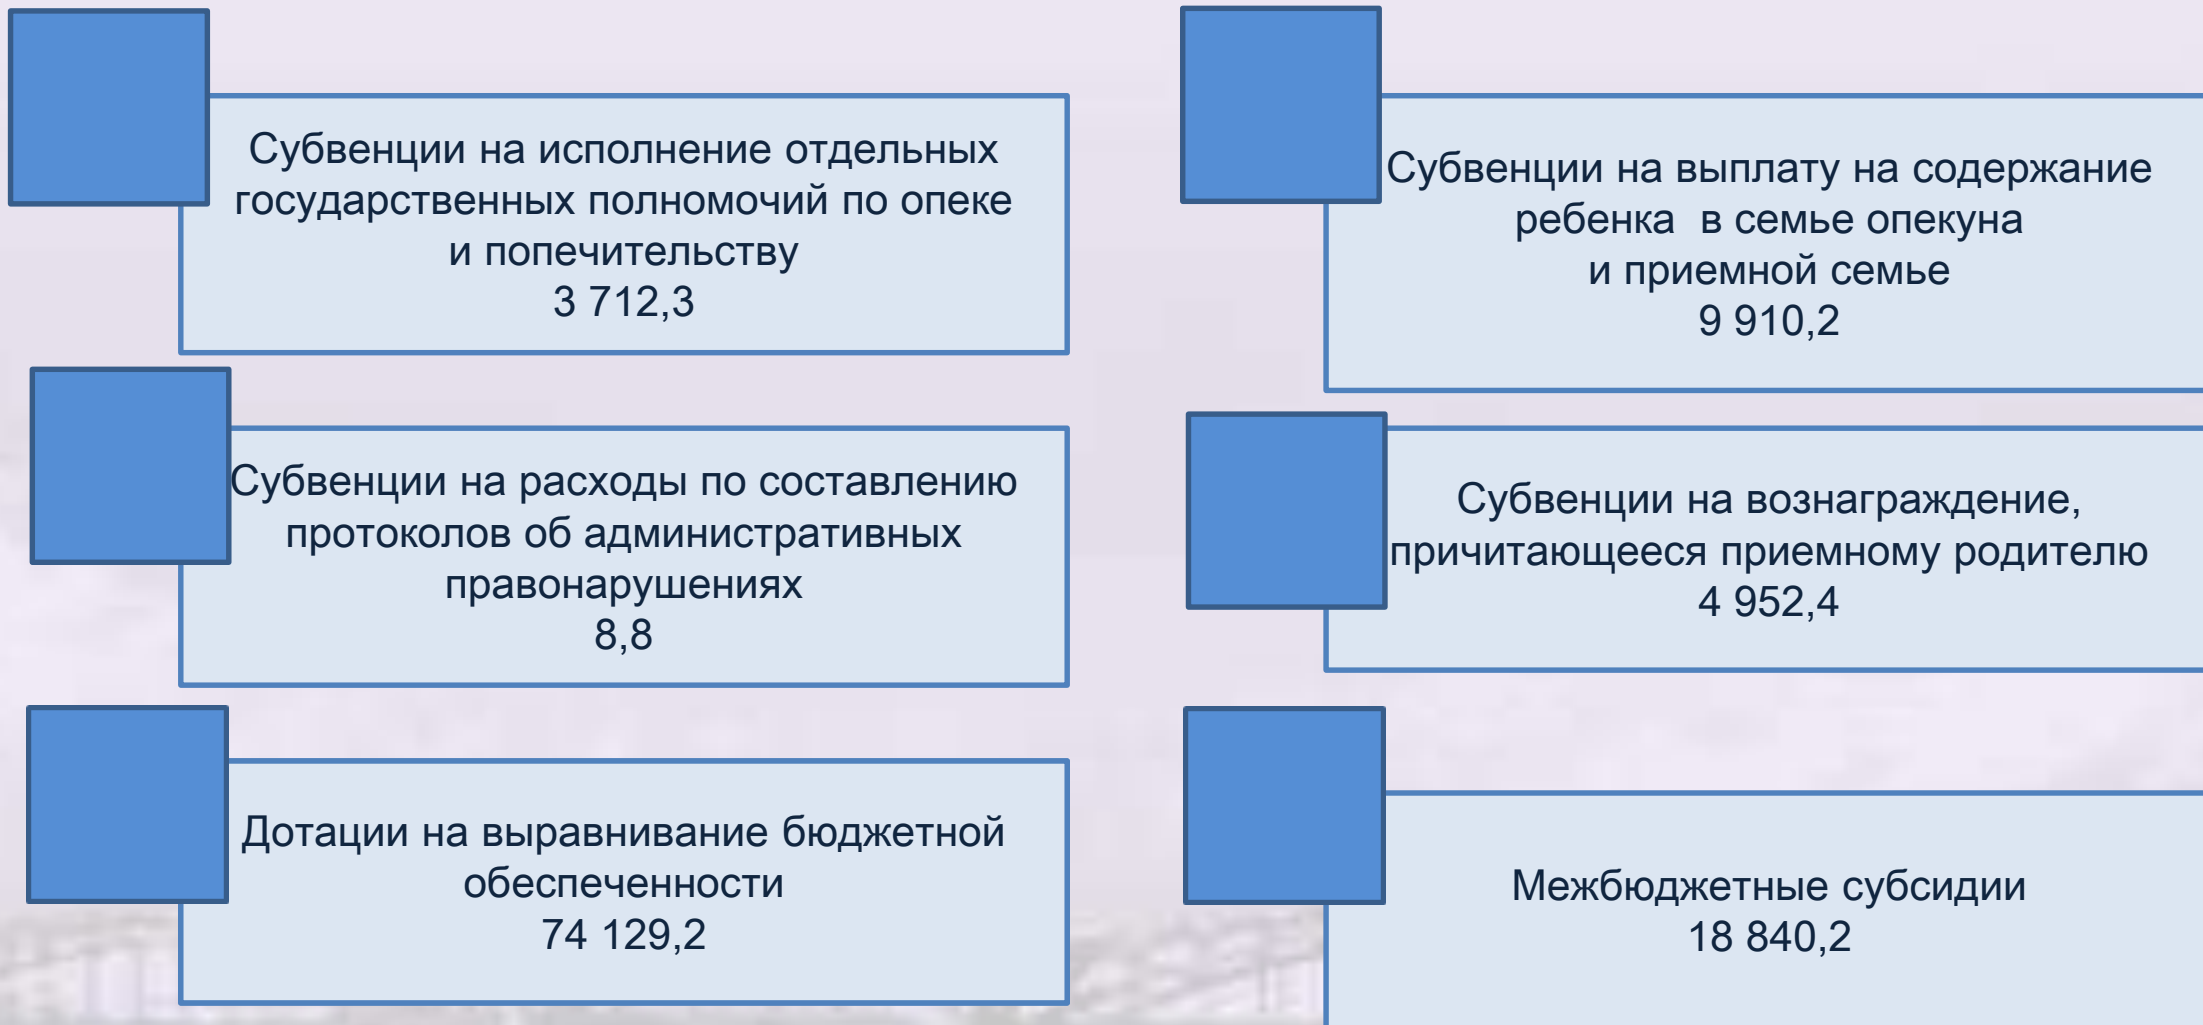 Субвенции на исполнение отдельных
государственных полномочий по опеке
и попечительству
3 712,3
Субвенции на выплату на содержание
ребенка  в семье опекуна
и приемной семье
9 910,2
Субвенции на расходы по составлению
протоколов об административных
правонарушениях
8,8
Субвенции на вознаграждение,
причитающееся приемному родителю
4 952,4
Дотации на выравнивание бюджетной
обеспеченности
74 129,2
Межбюджетные субсидии
18 840,2